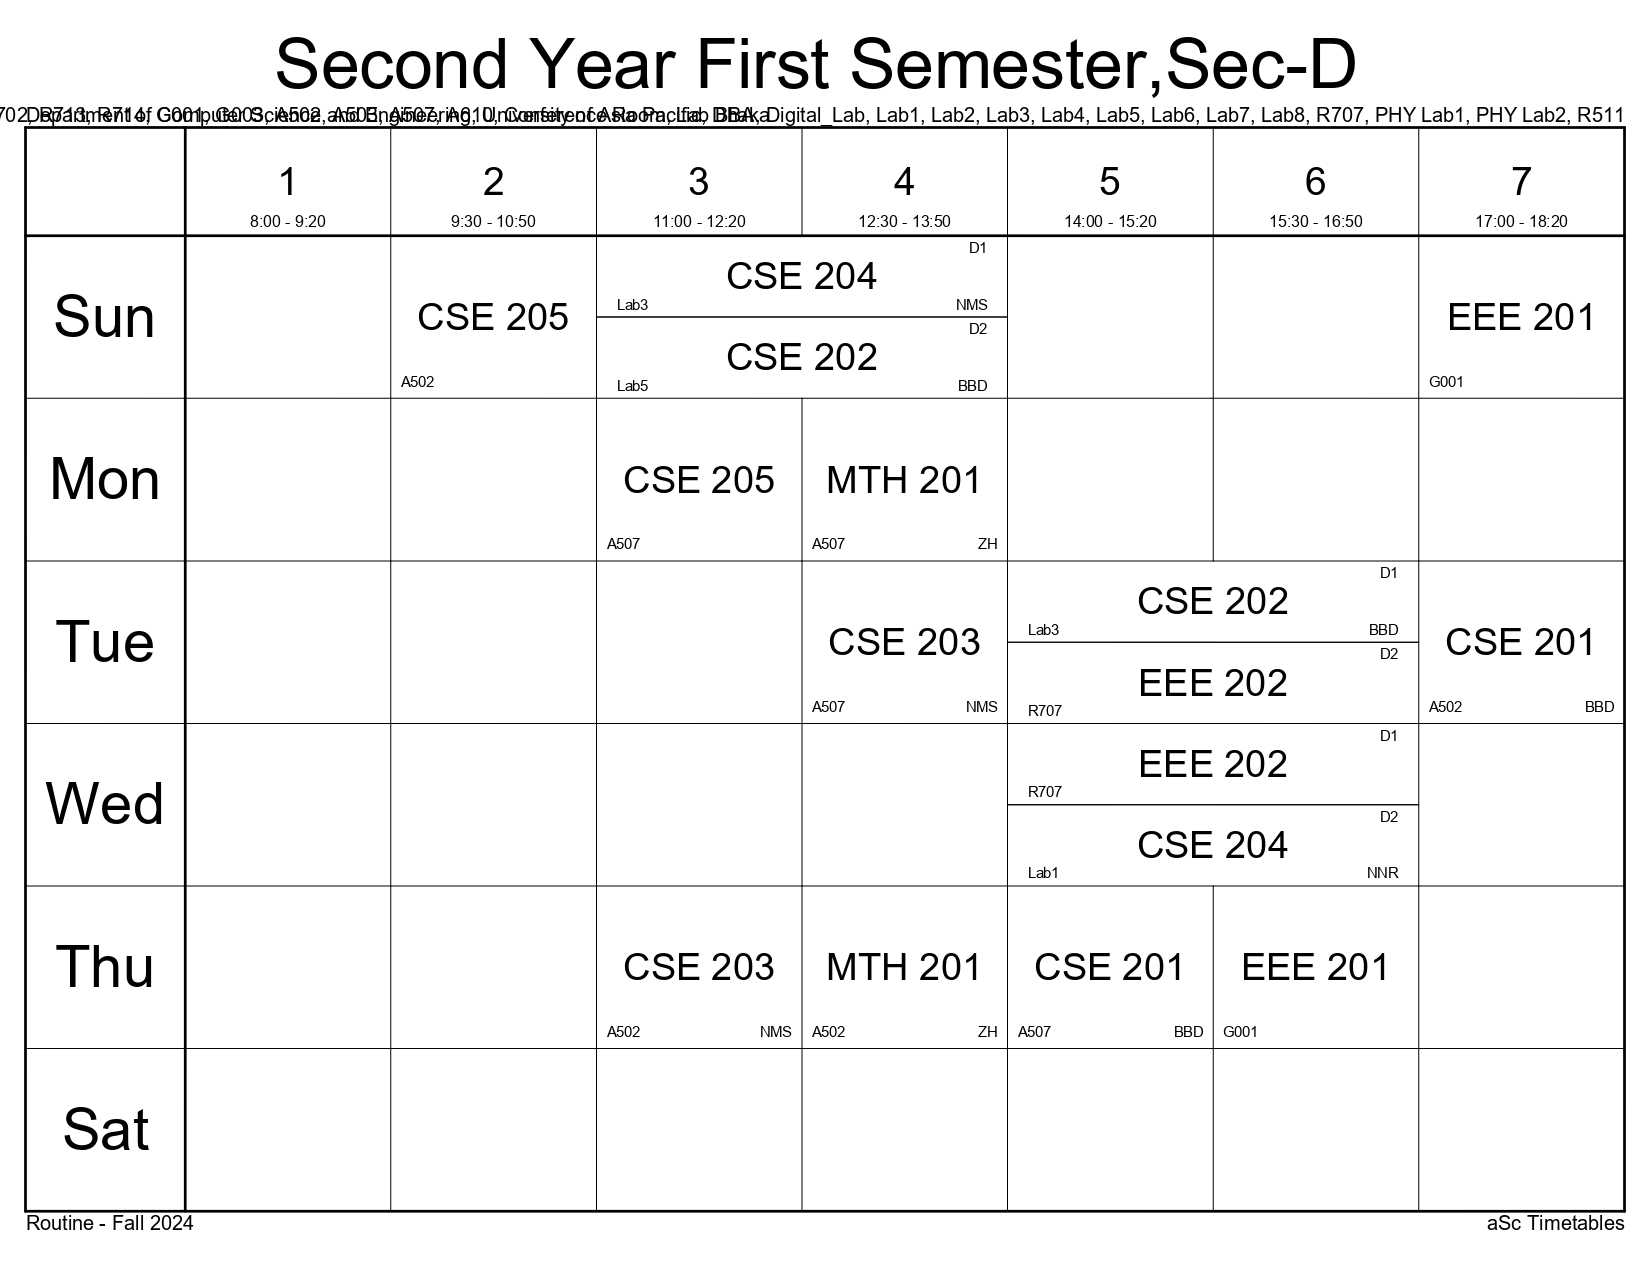 Second Year First Semester,Sec-D
Digital_Lab, Lab1, Lab2, Lab3, Lab4, Lab5, Lab6, Lab7, Lab8, R707, PHY Lab1, PHY Lab2, R511
1 2 3 4 5 6 7
8:00 - 9:20 9:30 - 10:50 11:00 - 12:20 12:30 - 13:50 14:00 - 15:20 15:30 - 16:50 17:00 - 18:20
Sun
CSE 205
A502
D1
CSE 204
Lab3 NMS
D2
CSE 202
Lab5 BBD
EEE 201
G001
Mon
CSE 205
A507
MTH 201
A507 ZH
Tue
CSE 203
A507 NMS
D1
CSE 202
Lab3 BBD
D2
EEE 202
R707
CSE 201
A502 BBD
Wed
D1
EEE 202
R707
D2
CSE 204
Lab1 NNR
Thu
CSE 203
A502 NMS
MTH 201
A502 ZH
CSE 201
A507 BBD
EEE 201
G001
Sat
Routine - Fall 2024
aSc Timetables